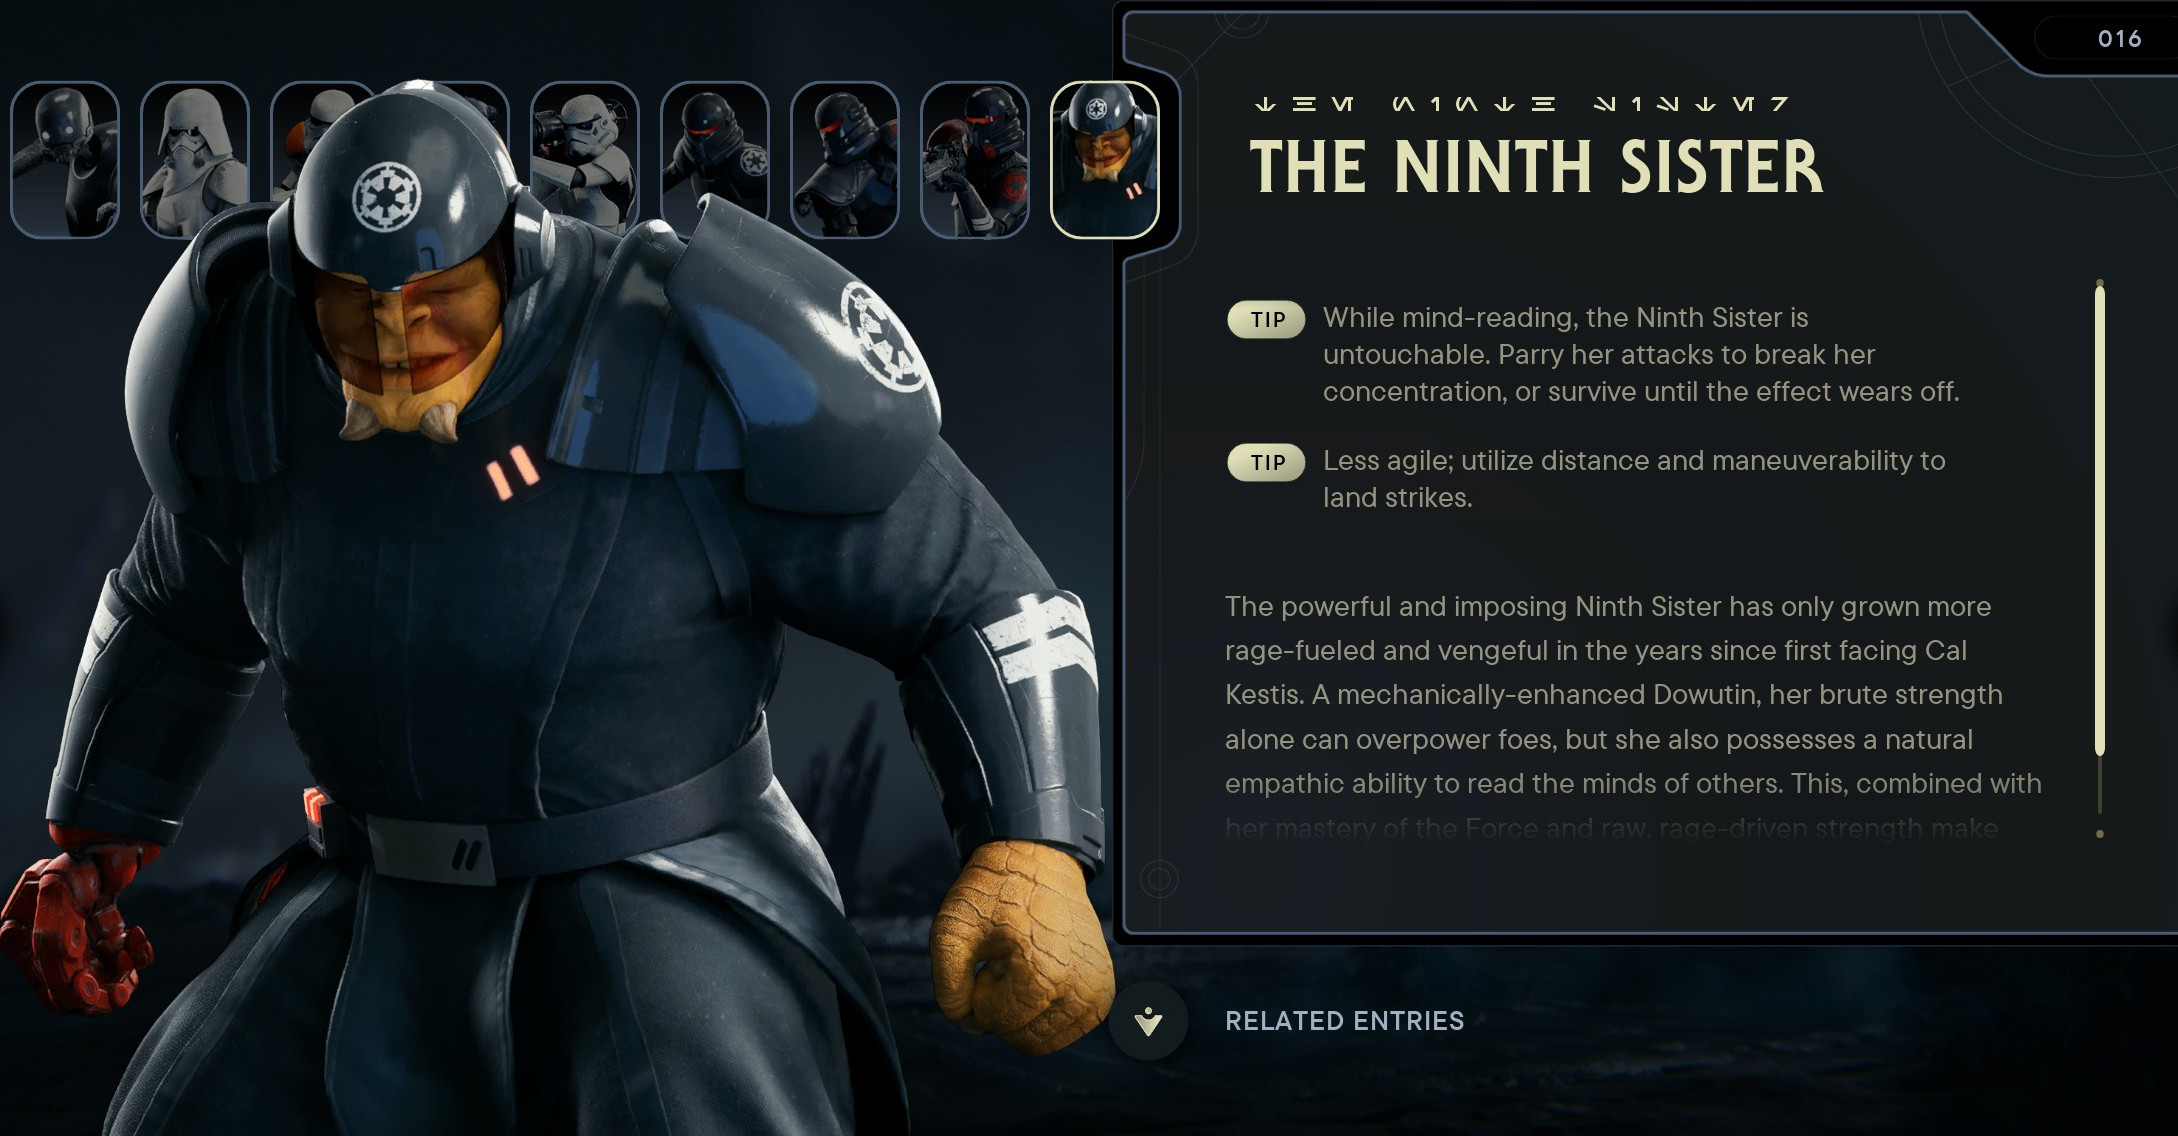 016
THE NINTH SISTER
TIP While mind-reading, the Ninth Sister is
untouchable. Parry her attacks to break her
concentration, or survive until the effect wears off.
TIP Less agile; utilize distance and maneuverability to
land strikes.
The powerful and imposing Ninth Sister has only grown more
rage-fueled and vengeful in the years since first facing Cal
Kestis. A mechanically-enhanced Dowutin, her brute strength
alone can overpower foes, but she also possesses a natural
empathic ability to read the minds of others. This, combined with
her mastery of the Force and raw, rage-driven strength make
RELATED ENTRIES